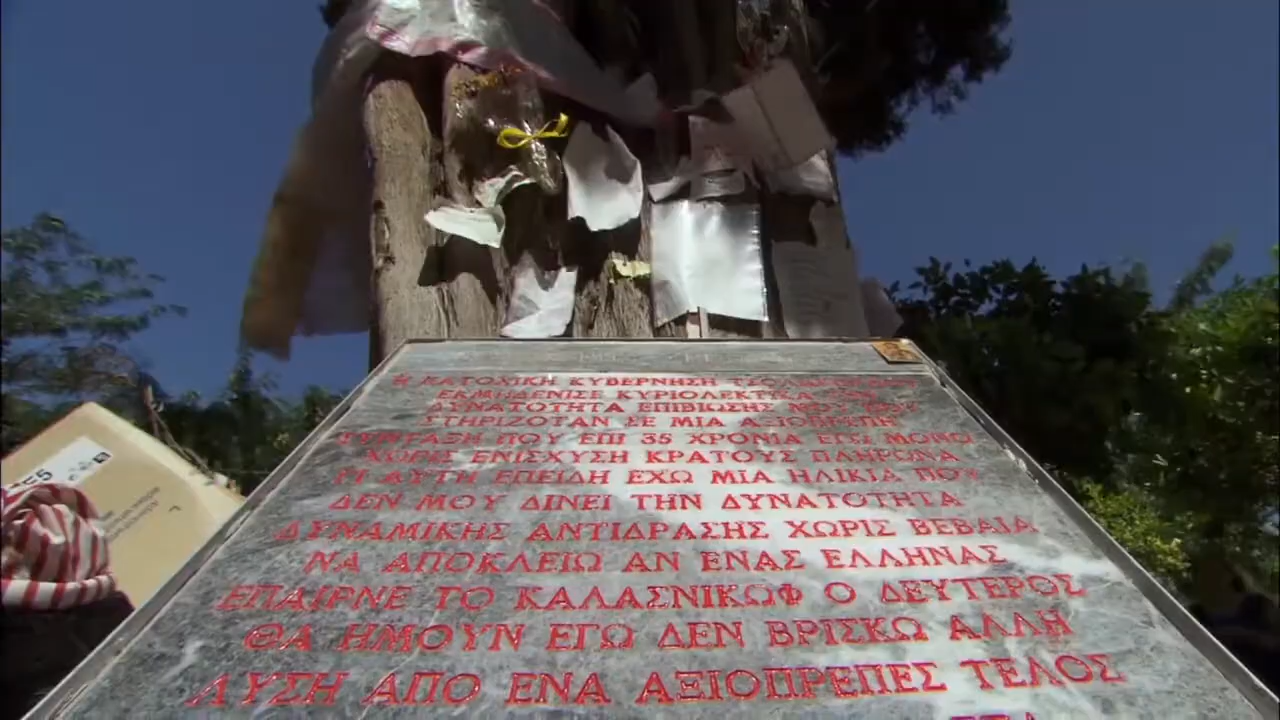 Η ΚΑΤΟΧΙΚΗ ΚΥΒΕΡΝΗΣΗ ΤΣΟΛΑΚΟΓΛΟΥ
ΕΚΜΗΔΕΝΙΣΕ ΚΥΡΙΟΛΕΚΤΙΚΑ ΤΗΝ
ΔΥΝΑΤΟΤΗΤΑ ΕΠΙΒΙΩΣΗΣ ΜΟΥ ΠΟΥ
ΣΤΗΡΙΖΟΤΑΝ ΣΕ ΜΙΑ ΑΞΙΟΠΡΕΠΗ
ΣΥΝΤΑΞΗ ΠΟΥ ΕΠΙ 35 ΧΡΟΝΙΑ ΕΓΩ ΜΟΝΟ
ΧΩΡΙΣ ΕΝΙΣΧΥΣΗ ΚΡΑΤΟΥΣ ΠΛΗΡΩΝΑ
ΓΙ ΑΥΤΗ ΕΠΕΙΔΗ ΕΧΩ ΜΙΑ ΗΛΙΚΙΑ ΠΟΥ
ΔΕΝ ΜΟΥ ΔΙΝΕΙ ΤΗΝ ΔΥΝΑΤΟΤΗΤΑ
ΔΥΝΑΜΙΚΗΣ ΑΝΤΙΔΡΑΣΗΣ ΧΩΡΙΣ ΒΕΒΑΙΑ
ΝΑ ΑΠΟΚΛΕΙΩ ΑΝ ΕΝΑΣ ΕΛΛΗΝΑΣ
ΕΠΑΙΡΝΕ ΤΟ ΚΑΛΑΣΝΙΚΩΦ Ο ΔΕΥΤΕΡΟΣ
ΘΑ ΗΜΟΥΝ ΕΓΩ ΔΕΝ ΒΡΙΣΚΩ ΑΛΛΗ
ΛΥΣΗ ΑΠΟ ΕΝΑ ΑΞΙΟΠΡΕΠΕΣ ΤΕΛΟΣ